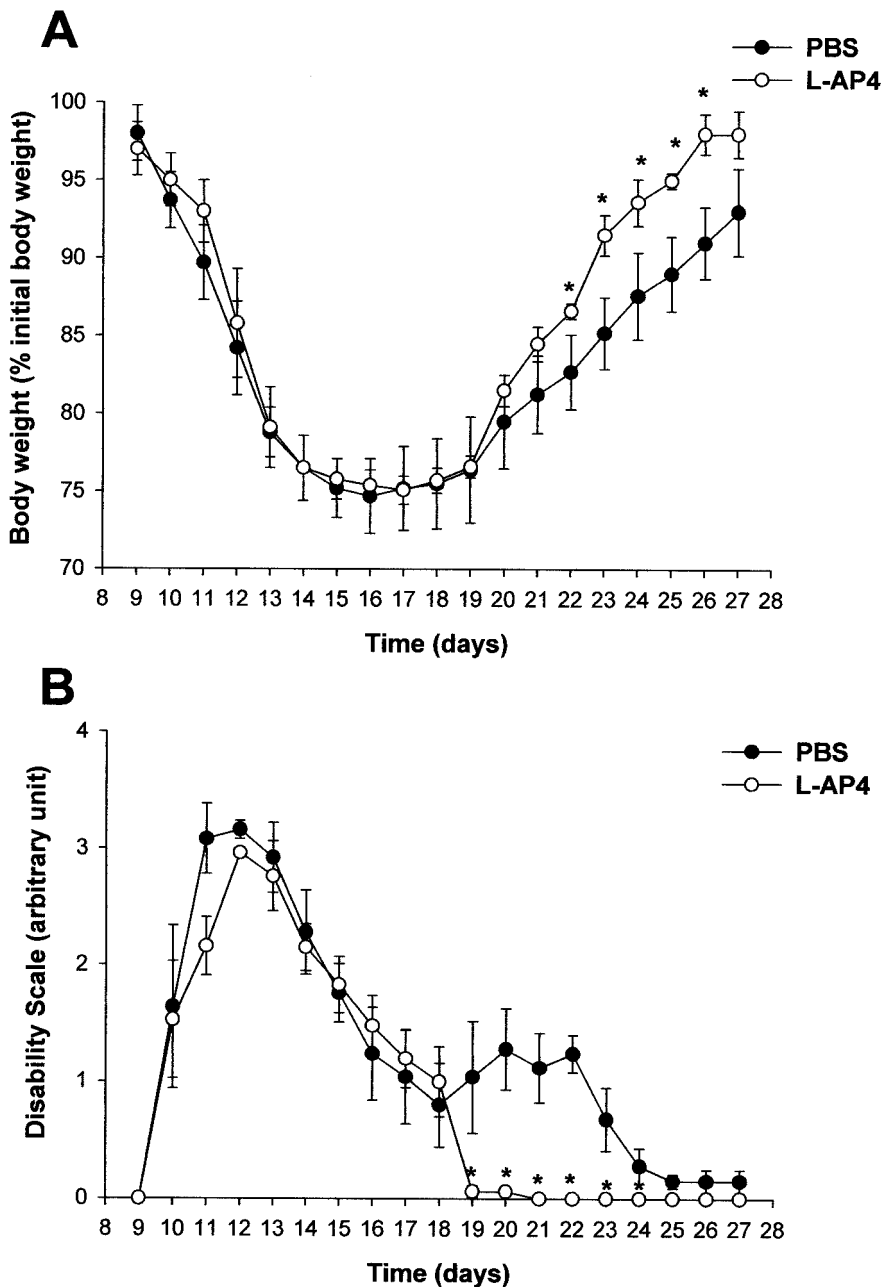 A
PBS
L-AP4
* * * * *
100
95
90
85
80
75
70
Body weight (% initial body weight)
8 9 10 11 12 13 14 15 16 17 18 19 20 21 22 23 24 25 26 27 28
Time (days)
B
PBS
L-AP4
4
3
2
1
0
Disability Scale (arbitrary unit)
* * * * * *
8 9 10 11 12 13 14 15 16 17 18 19 20 21 22 23 24 25 26 27 28
Time (days)